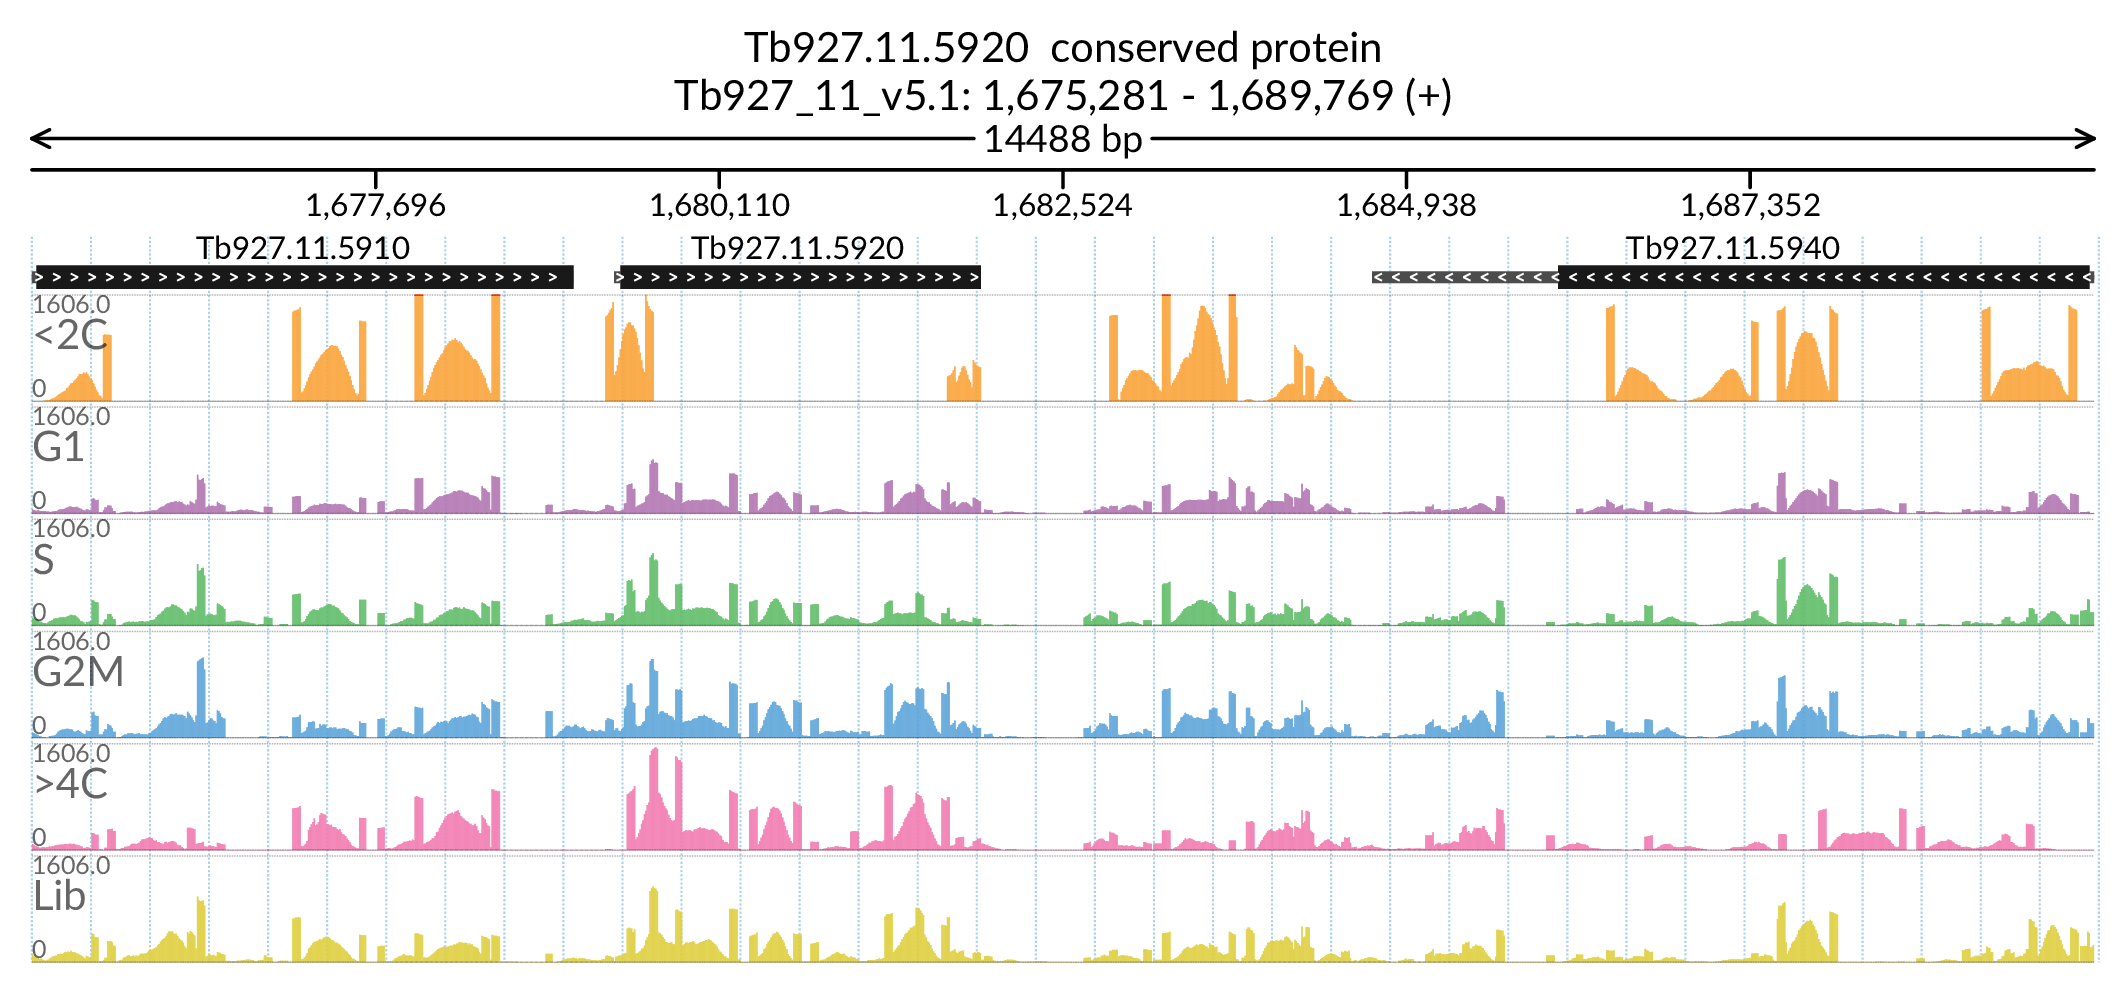 Tb927.11.5920  conserved protein
Tb927_11_v5.1: 1,675,281 - 1,689,769 (+)
14488 bp
1,677,696 1,680,110 1,682,524 1,684,938 1,687,352
Tb927.11.5910 Tb927.11.5920 Tb927.11.5940
1606.0
<2C
0
1606.0
G1
0
1606.0
S
0
1606.0
G2M
0
1606.0
>4C
0
1606.0
Lib
0